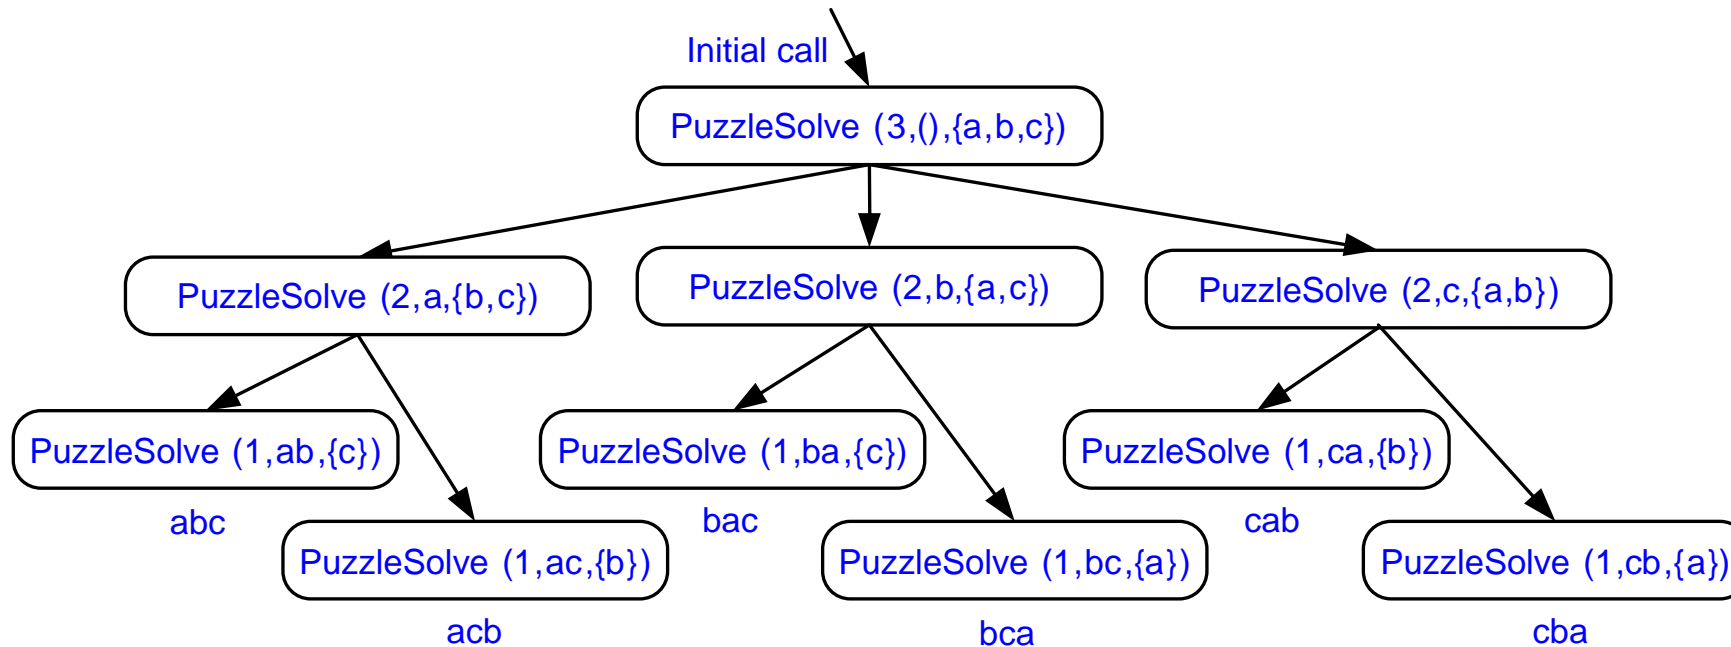 Initial call
PuzzleSolve (3,(),{a,b,c})
PuzzleSolve (2,a,{b,c})
PuzzleSolve (2,b,{a,c})
PuzzleSolve (2,c,{a,b})
PuzzleSolve (1,ab,{c})
PuzzleSolve (1,ba,{c})
PuzzleSolve (1,ca,{b})
abc
bac
cab
PuzzleSolve (1,ac,{b})
PuzzleSolve (1,bc,{a})
PuzzleSolve (1,cb,{a})
acb
bca
cba